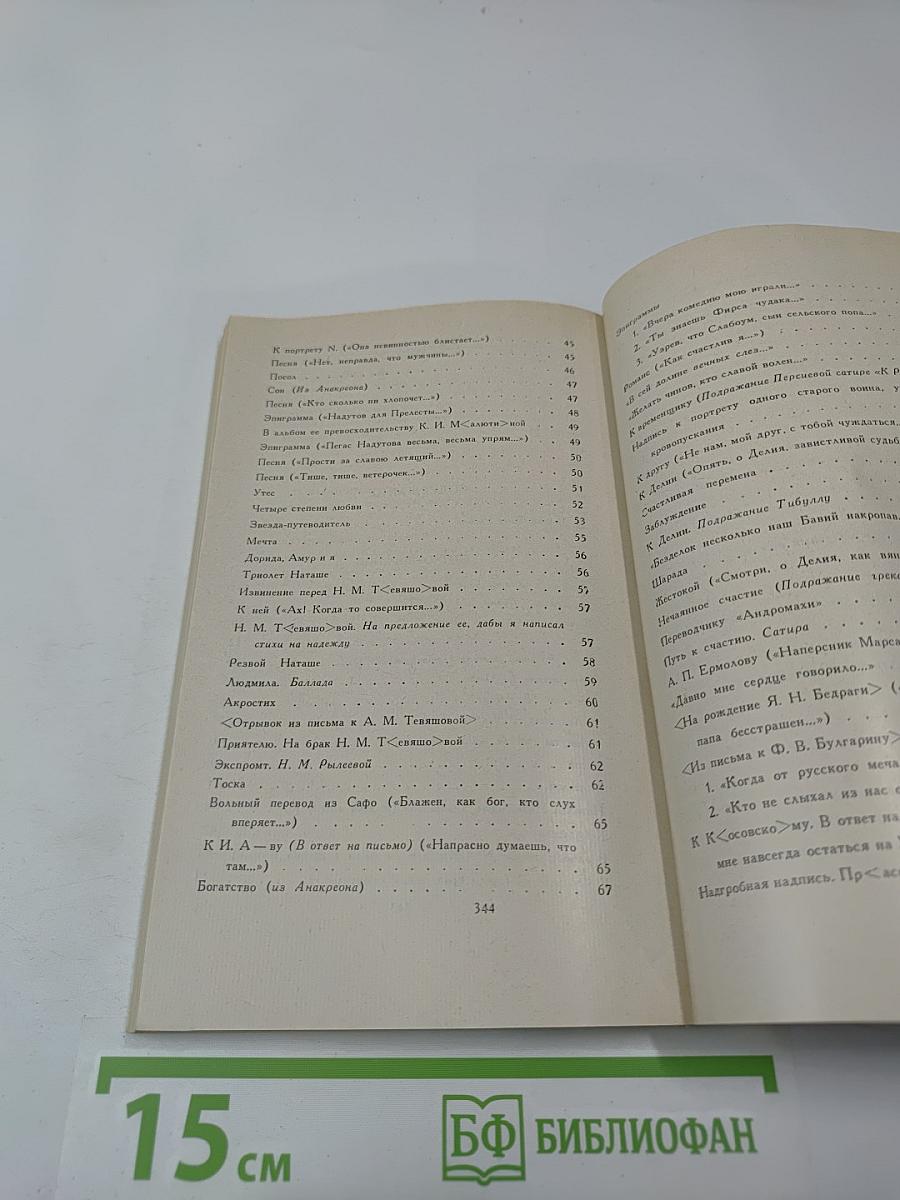 К портрету N. («Она невинностью блистает...») 45
Песня («Нет, неправда, что мужчины...») . . . . 45
Посол . . . . 46
Сон (Из Анакреона) . . . . 47
Песня («Кто сколько ни хлопочет...») . . . . 47
Эпиграмма («Надутов для Прелесты...») . . . . 48
В альбом ее превосходительству К. И. М<алюти>ной . . 49
Эпиграмма («Пегас Надутова весьма, весьма упрям...») . . 49
Песня («Прости за славою летящий...») . . . . 50
Песня («Тише, тише, ветерочек...») . . . . 50
Утес . . . . 51
Четыре степени любви . . . . 52
Звезда-путеводитель . . . . 53
Мечта . . . . 55
Дорида, Амур и я . . . . 56
Триолет Наташе . . . . 56
Извинение перед Н. М. Т<евяшо>вой . . . . 57
К ней («Ах! Когда то совершится...») . . . . 57
Н. М. Т<евяшо>вой. На предложение ее, дабы я написал
стихи на надежду . . . . 57
Резвой Наташе . . . . 58
Людмила. Баллада . . . . 59
Акростих . . . . 60
<Отрывок из письма к А. М. Тевяшовой> . . . . 61
Приятелю. На брак Н. М. Т<евяшо>вой . . . . 61
Экспромт. Н. М. Рылеевой . . . . 62
Тоска . . . . 62
Вольный перевод из Сафо («Блажен, как бог, кто слух
вперяет...») . . . . 65
К И. А — ву (В ответ на письмо) («Напрасно думаешь, что
там...») . . . . 65
Богатство (из Анакреона) . . . . 67
344
Эпиграммы
1. «Вчера комедию мою играли...» . . . .
2. «Ты знаешь Фирса чудака...» . . . .
3. «Узрев, что Слабоум, сын сельского попа...» . .
Романс («Как счастлив я...») . . . .
«В сей долине вечных слез...» . . . .
«Желать чинов, кто славой волен...» . . . .
К временщику (Подражание Персиевой сатире «К
Надпись к портрету одного старого воина,
кровопускания . . . .
К другу («Не нам, мой друг, с тобой чуждаться..
К Делии («Опять, о Делия, завистливой
Счастливая перемена . . . .
Заблуждение . . . .
К Делии. Подражание Тибуллу . . . .
«Безделок несколько наш Бавий
Шарада . . . .
Жестокой («Смотри, о Делия, как
Нечаянное счастие (Подражание
Переводчику «Андромахи» . . . .
Путь к счастию. Сатира . . . .
А. П. Ермолову («Наперсник
«Давно мне сердце говорило...» . .
<На рождение Я. Н. Бедраги>
папа бесстрашен...») . . . .
<Из письма к Ф. В. Булгарину>
1. «Когда от русского меча
2. «Кто не слыхал из нас
К К<осовско>му. В ответ на
мне навсегда остаться на
Надгробная надпись.
15 см
БФ БИБЛИОФАН